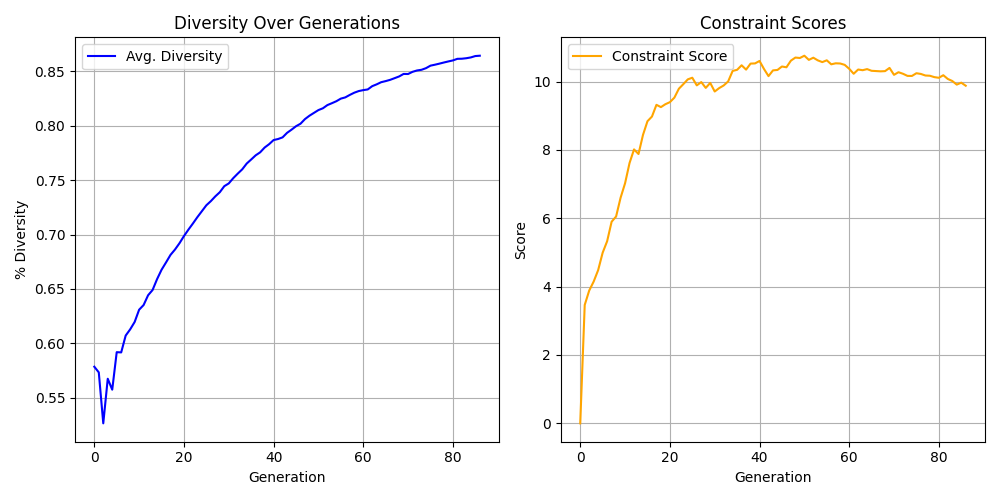 Diversity Over Generations
Avg. Diversity
% Diversity
0.85
0.80
0.75
0.70
0.65
0.60
0.55
0 20 40 60 80
Generation
Constraint Scores
Constraint Score
Score
10
8
6
4
2
0
0 20 40 60 80
Generation